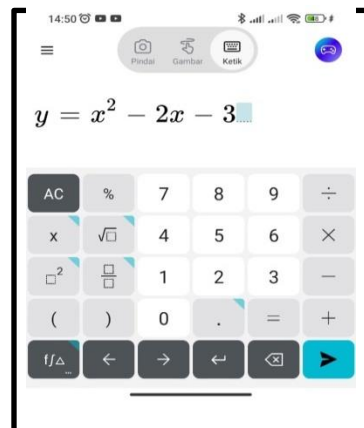 14:50
Pindai Gambar Ketik
y = x² − 2x − 3
AC % 7 8 9 ÷
x √□ 4 5 6 ×
□² □/□ 1 2 3 −
( ) 0 . = +
f∫△ ... ← → ↵ ⌫ ➤